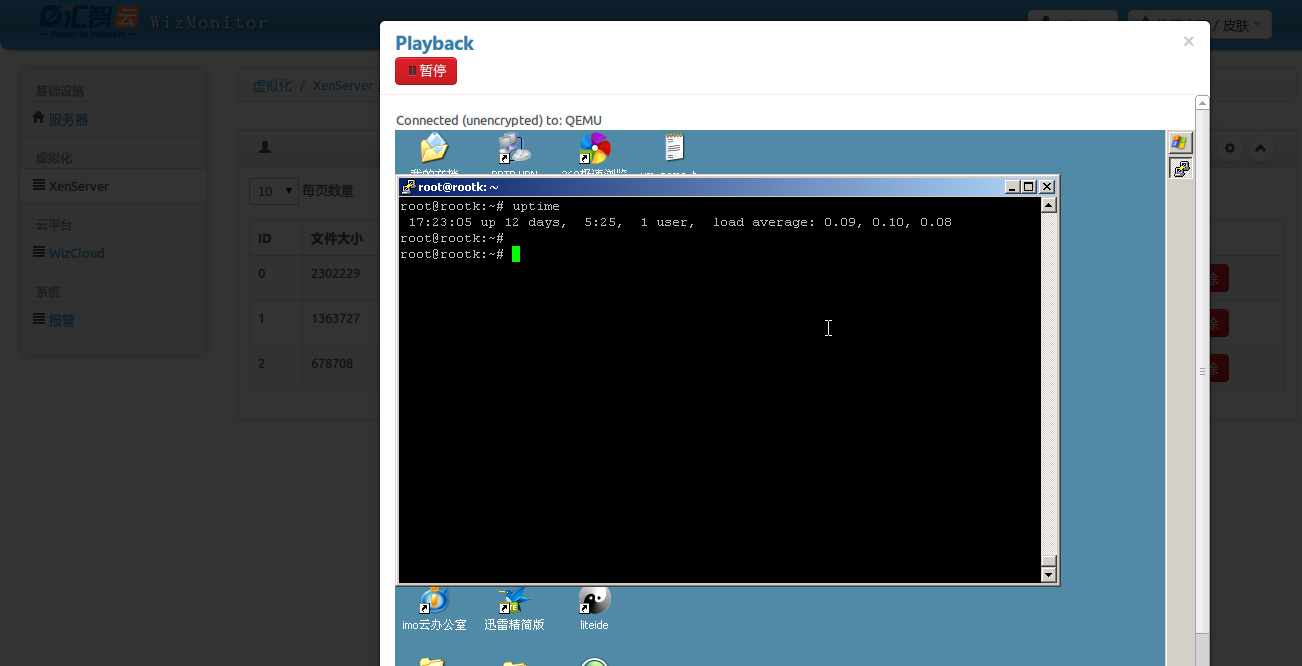 汇智云 WizMonitor
— Power to Innovate —
/ 皮肤
Playback
×
暂停
基础设施
服务器
虚拟化
XenServer
云平台
WizCloud
系统
报警
虚拟化 / XenServer
10 每页数量
ID 文件大小
0 2302229
1 1363727
2 678708
Connected (unencrypted) to: QEMU
我的文档
root@rootk: ~
root@rootk:~# uptime
17:23:05 up 12 days, 5:25, 1 user, load average: 0.09, 0.10, 0.08
root@rootk:~#
root@rootk:~#
imo云办公室 迅雷精简版 liteide